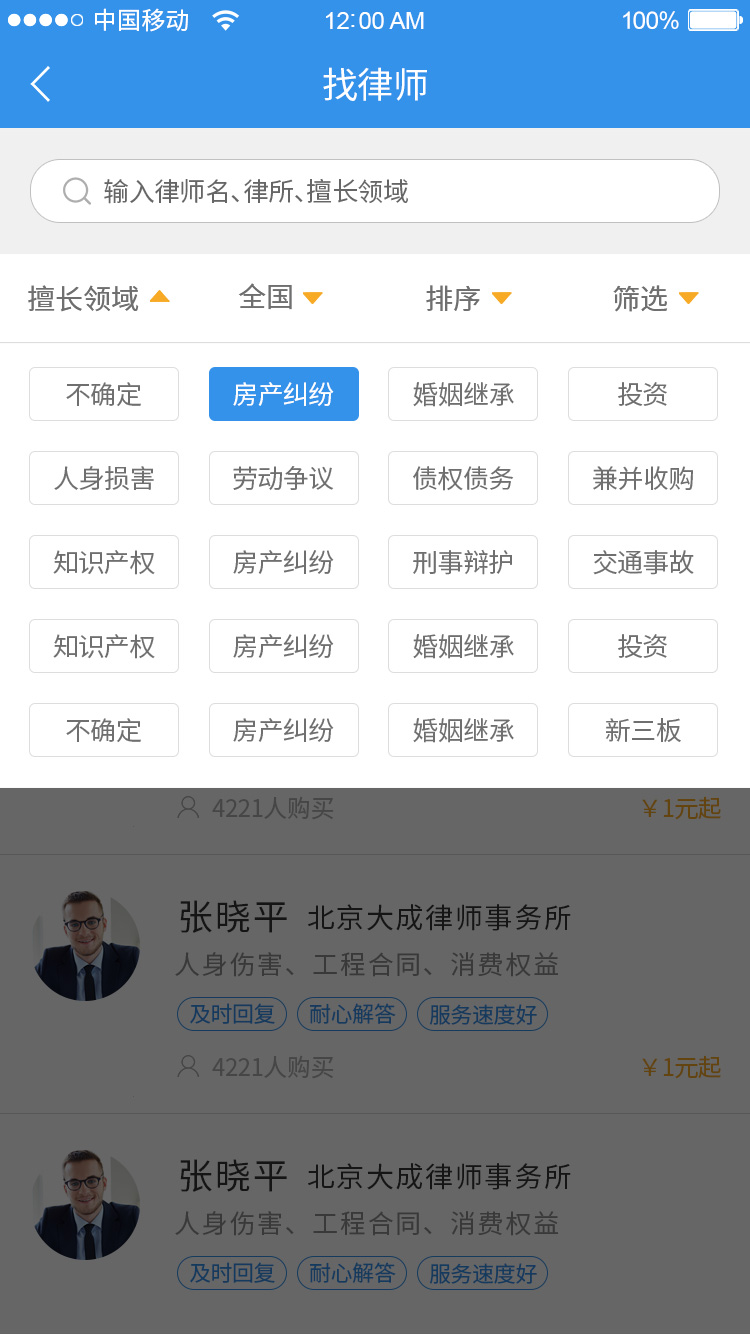 中国移动 12:00 AM 100%
找律师
输入律师名、律所、擅长领域
擅长领域 全国 排序 筛选
不确定 房产纠纷 婚姻继承 投资
人身损害 劳动争议 债权债务 兼并收购
知识产权 房产纠纷 刑事辩护 交通事故
知识产权 房产纠纷 婚姻继承 投资
不确定 房产纠纷 婚姻继承 新三板
4221人购买 ¥1元起
张晓平 北京大成律师事务所
人身伤害、工程合同、消费权益
及时回复 耐心解答 服务速度好
4221人购买 ¥1元起
张晓平 北京大成律师事务所
人身伤害、工程合同、消费权益
及时回复 耐心解答 服务速度好